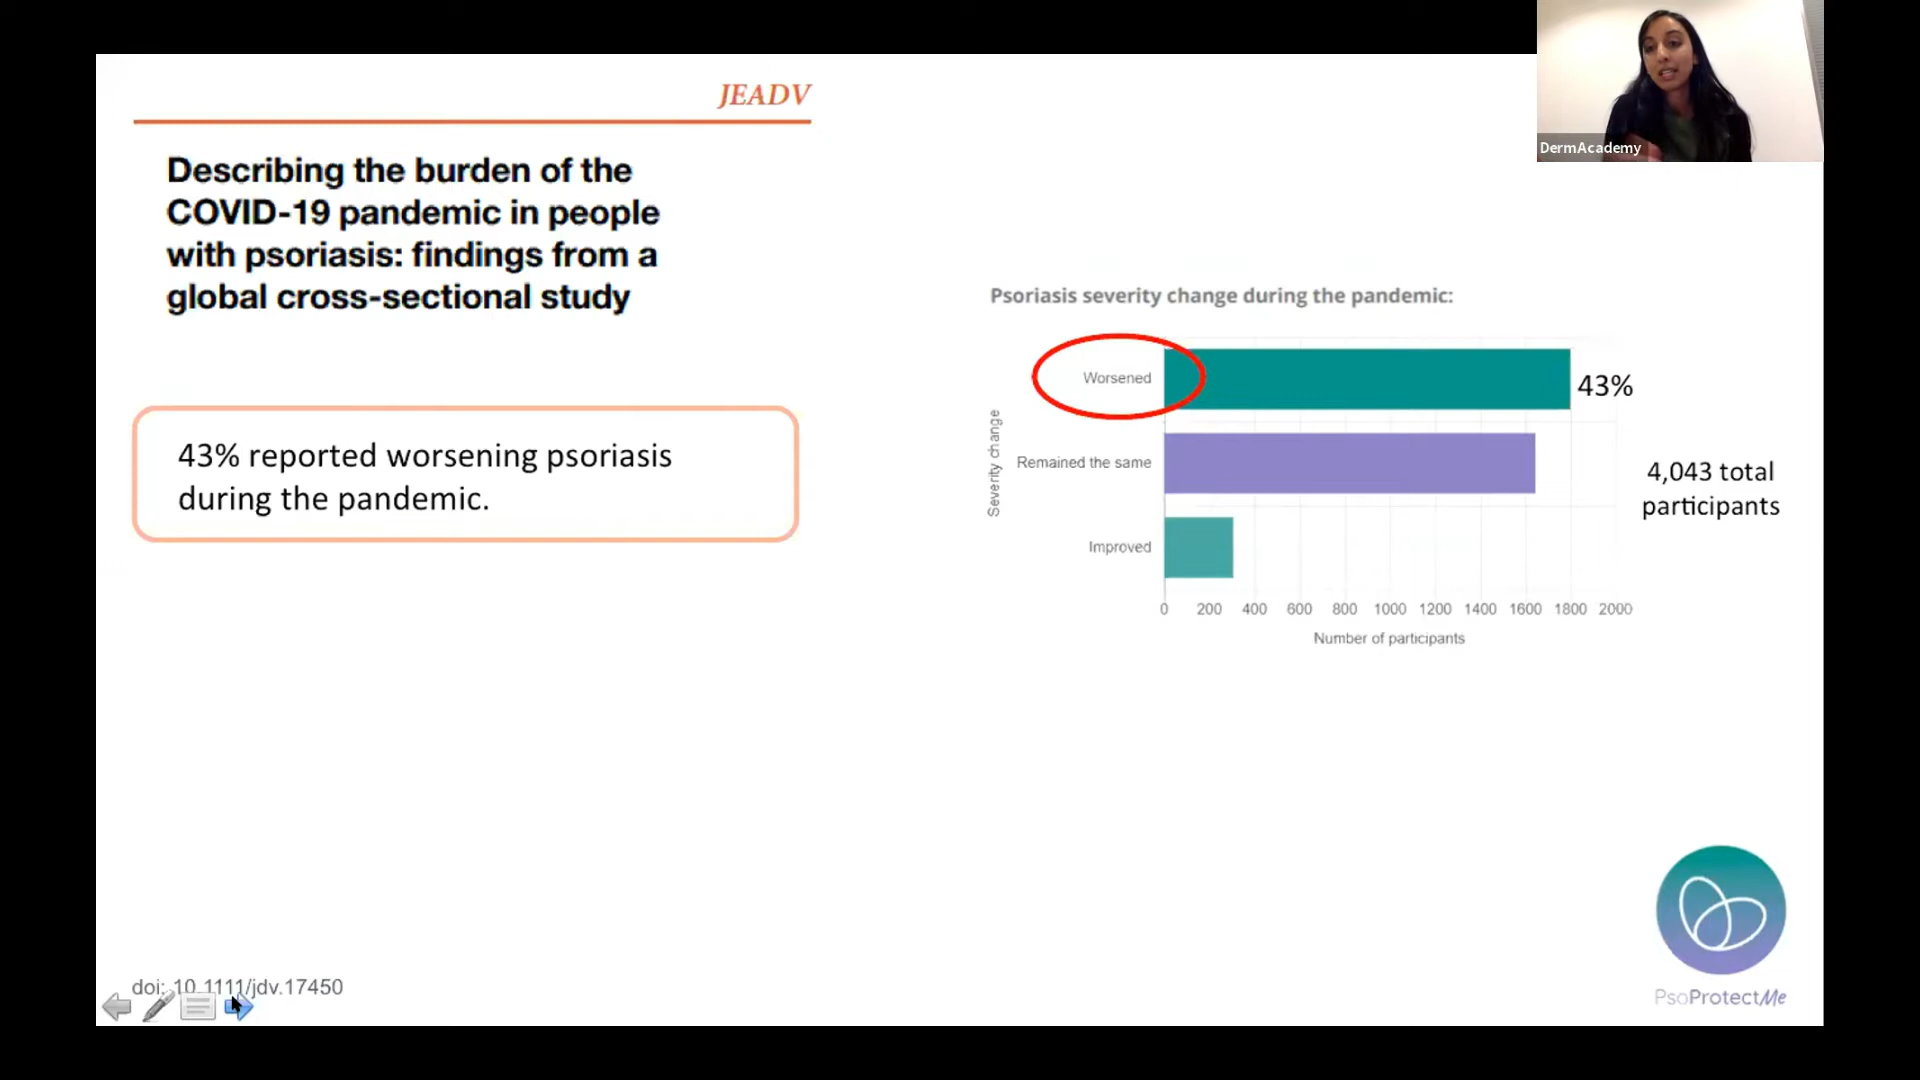 JEADV
Describing the burden of the
COVID-19 pandemic in people
with psoriasis: findings from a
global cross-sectional study
43% reported worsening psoriasis
during the pandemic.
DermAcademy
Psoriasis severity change during the pandemic:
Severity change
Worsened
43%
Remained the same
Improved
4,043 total
participants
0 200 400 600 800 1000 1200 1400 1600 1800 2000
Number of participants
doi: 10.1111/jdv.17450
PsoProtectMe